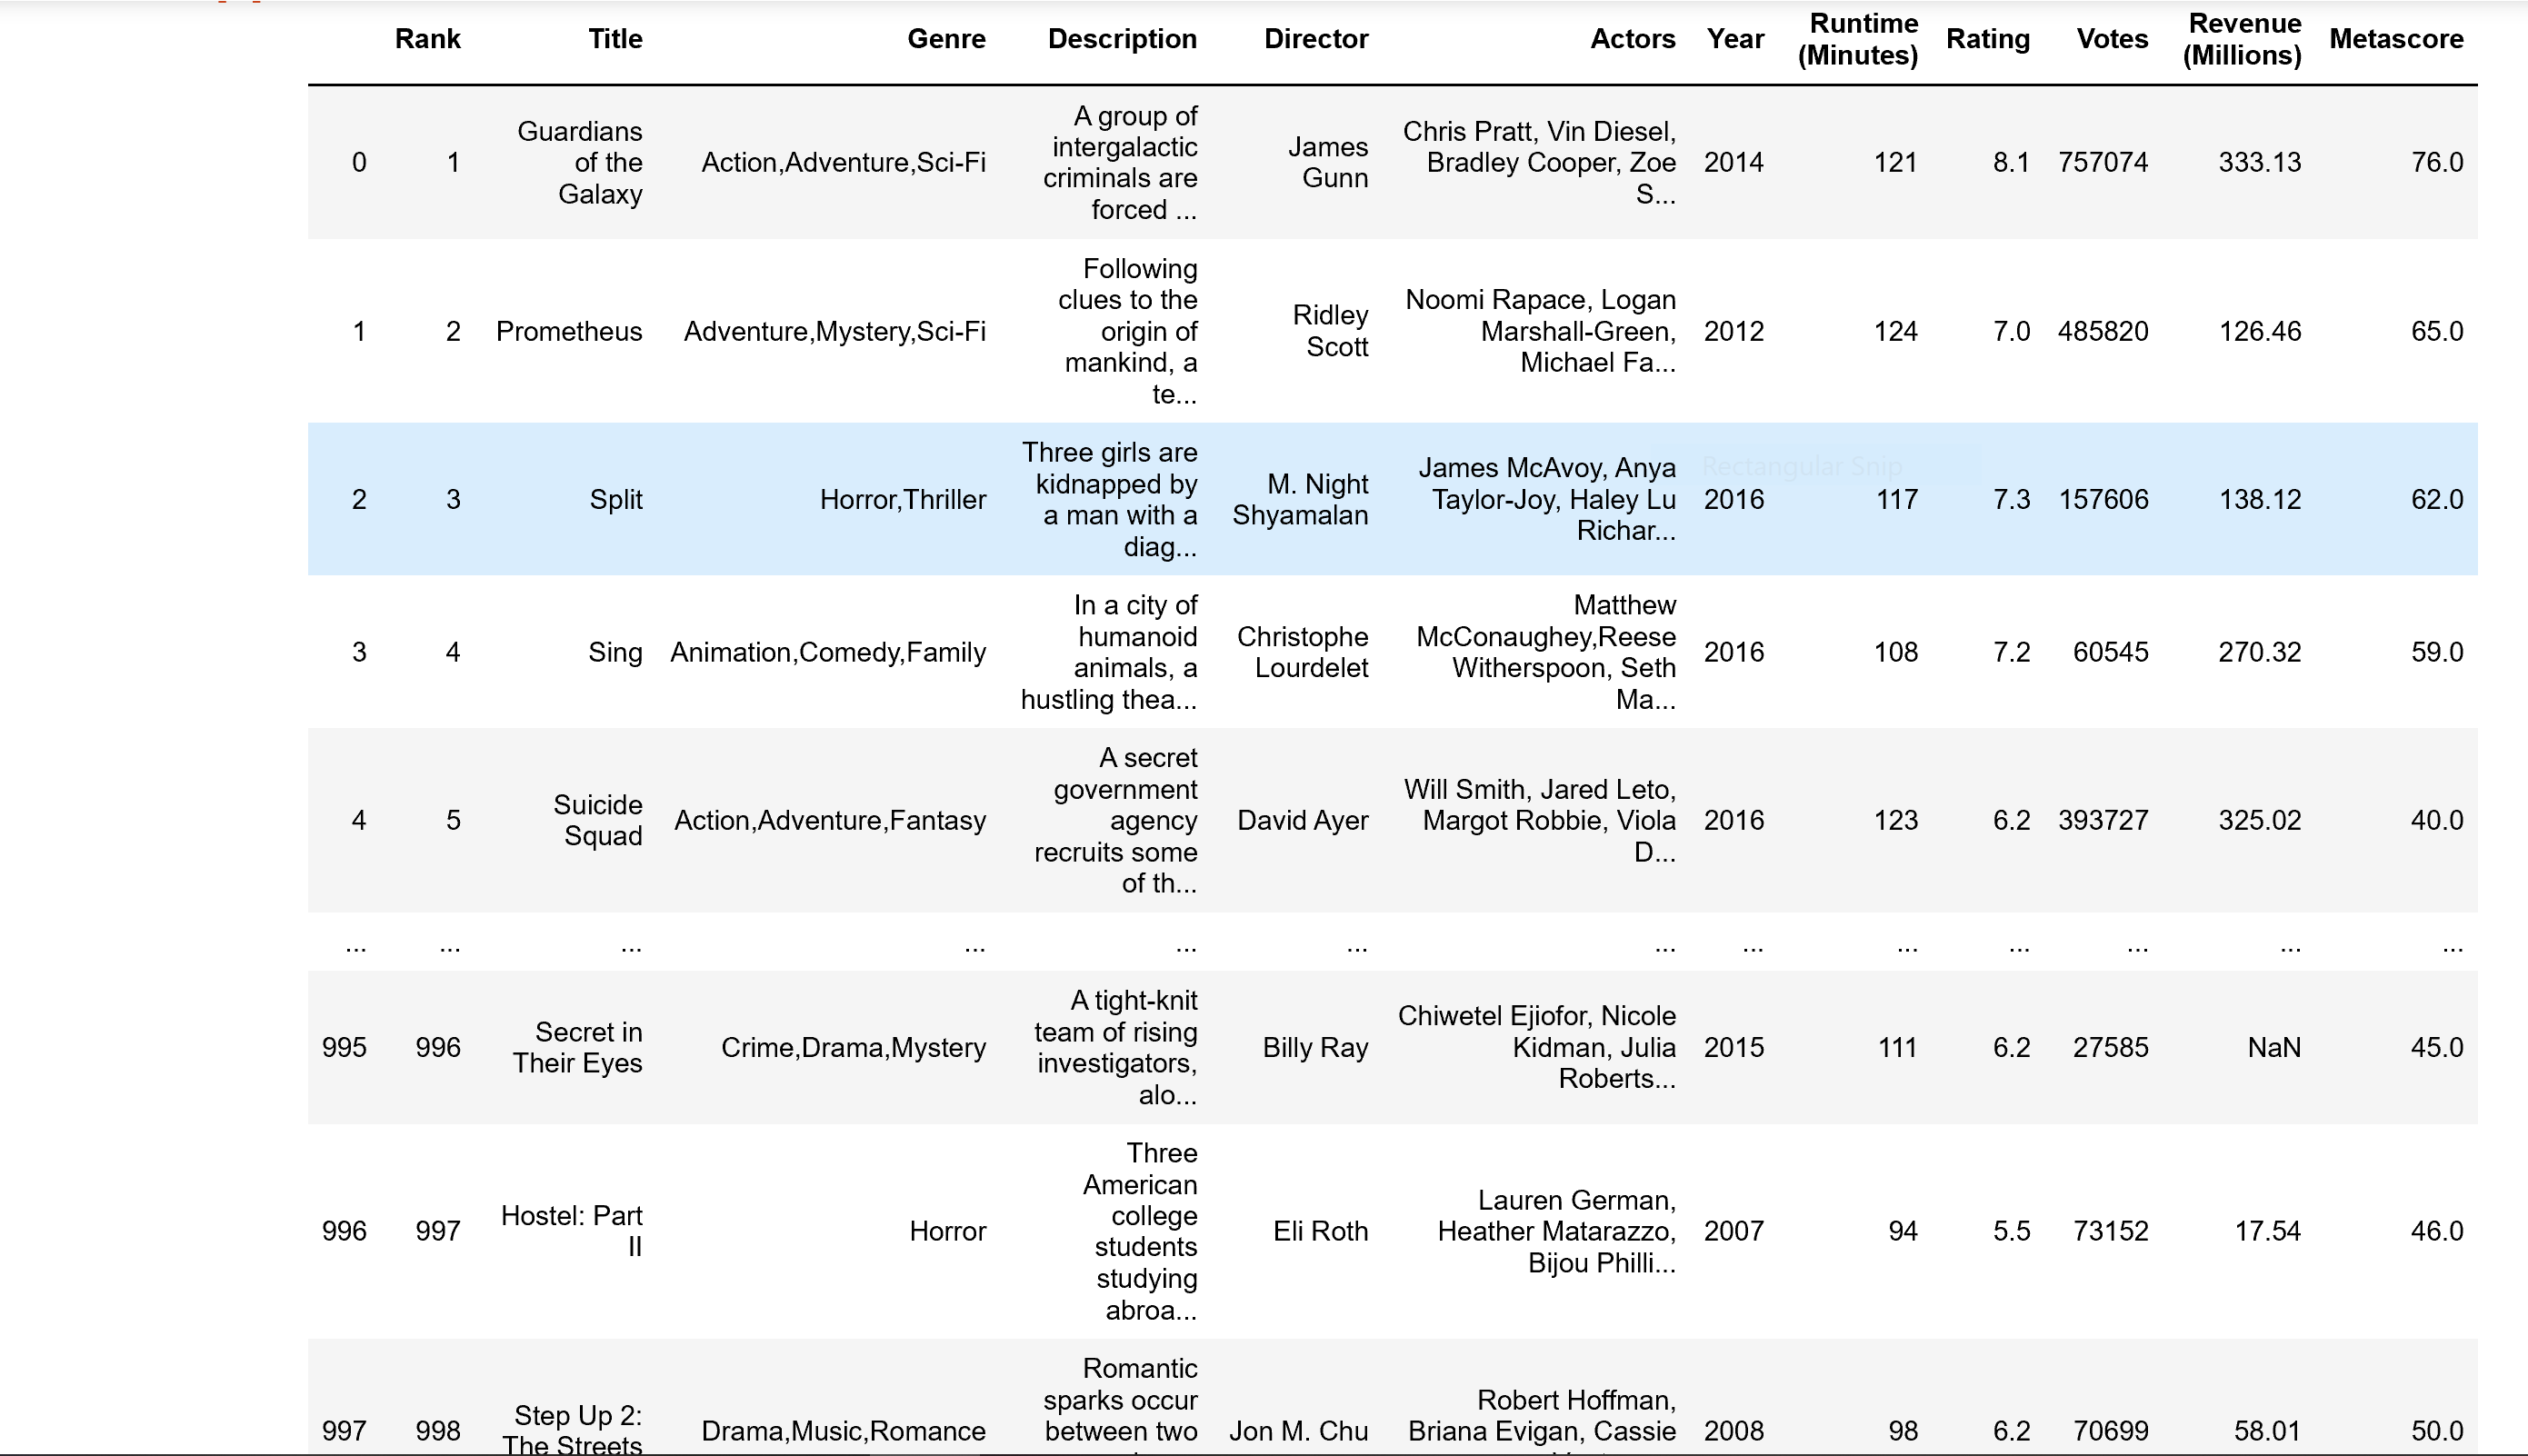 Rank Title Genre Description Director Actors Year Runtime (Minutes) Rating Votes Revenue (Millions) Metascore
0 1 Guardians of the Galaxy Action,Adventure,Sci-Fi A group of intergalactic criminals are forced ... James Gunn Chris Pratt, Vin Diesel, Bradley Cooper, Zoe S... 2014 121 8.1 757074 333.13 76.0
1 2 Prometheus Adventure,Mystery,Sci-Fi Following clues to the origin of mankind, a te... Ridley Scott Noomi Rapace, Logan Marshall-Green, Michael Fa... 2012 124 7.0 485820 126.46 65.0
Rectangular Snip
2 3 Split Horror,Thriller Three girls are kidnapped by a man with a diag... M. Night Shyamalan James McAvoy, Anya Taylor-Joy, Haley Lu Richar... 2016 117 7.3 157606 138.12 62.0
3 4 Sing Animation,Comedy,Family In a city of humanoid animals, a hustling thea... Christophe Lourdelet Matthew McConaughey,Reese Witherspoon, Seth Ma... 2016 108 7.2 60545 270.32 59.0
4 5 Suicide Squad Action,Adventure,Fantasy A secret government agency recruits some of th... David Ayer Will Smith, Jared Leto, Margot Robbie, Viola D... 2016 123 6.2 393727 325.02 40.0
... ... ... ... ... ... ... ... ... ... ... ... ...
995 996 Secret in Their Eyes Crime,Drama,Mystery A tight-knit team of rising investigators, alo... Billy Ray Chiwetel Ejiofor, Nicole Kidman, Julia Roberts... 2015 111 6.2 27585 NaN 45.0
996 997 Hostel: Part II Horror Three American college students studying abroa... Eli Roth Lauren German, Heather Matarazzo, Bijou Philli... 2007 94 5.5 73152 17.54 46.0
997 998 Step Up 2: The Streets Drama,Music,Romance Romantic sparks occur between two Jon M. Chu Robert Hoffman, Briana Evigan, Cassie 2008 98 6.2 70699 58.01 50.0